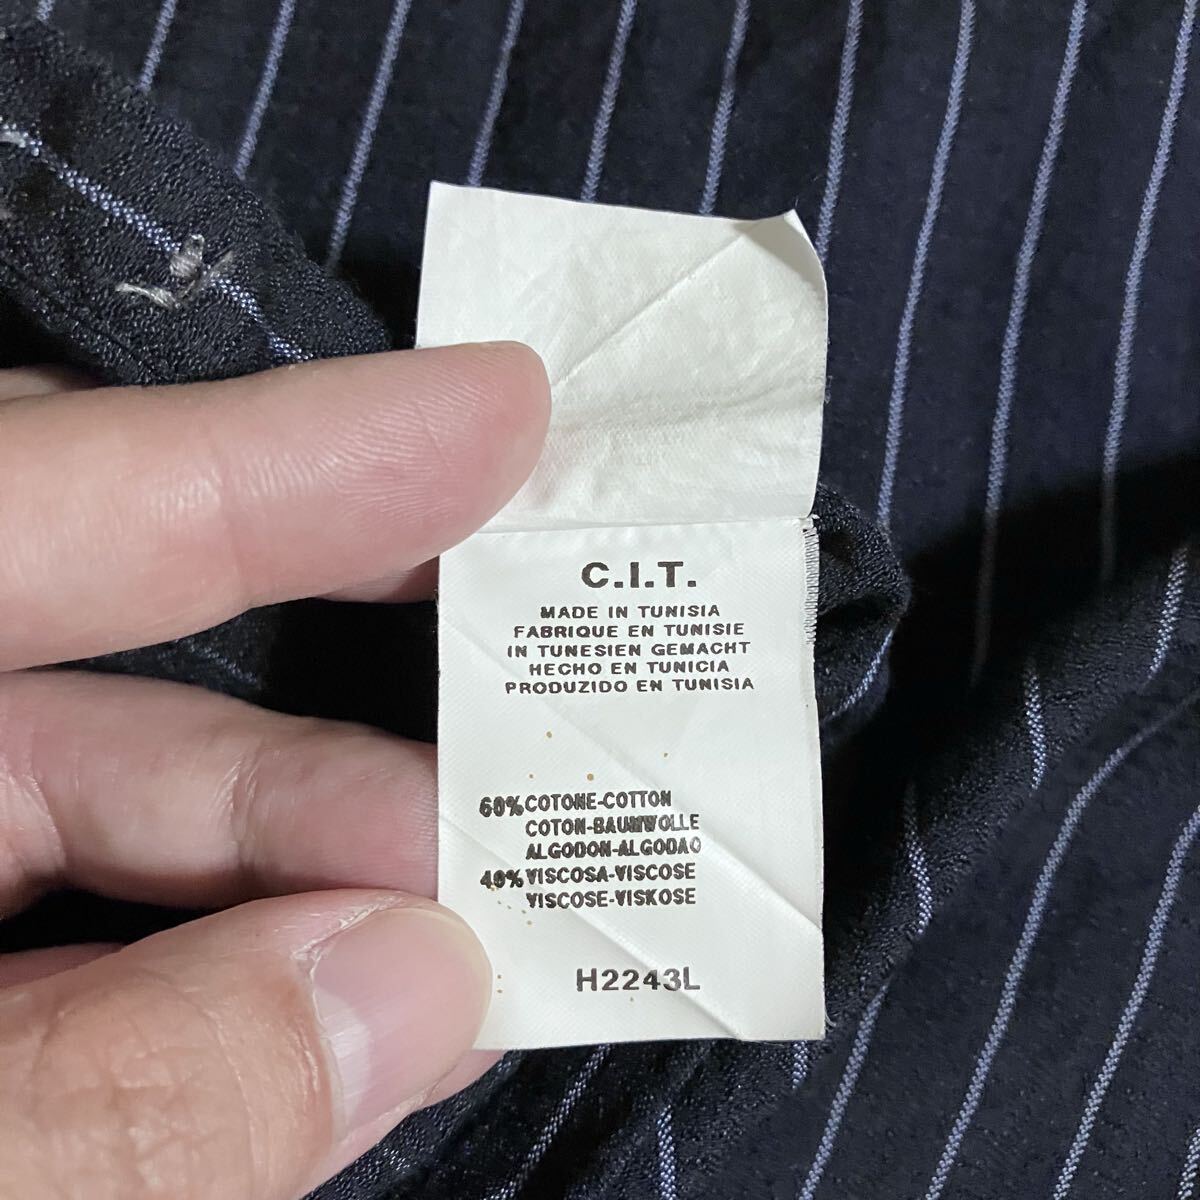 C.I.T.
MADE IN TUNISIA
FABRIQUE EN TUNISIE
IN TUNESIEN GEMACHT
HECHO EN TUNICIA
PRODUZIDO EN TUNISIA
60% COTONE-COTTON
COTON-BAUMWOLLE
ALGODON-ALGODAO
40% VISCOSA-VISCOSE
VISCOSE-VISKOSE
H2243L